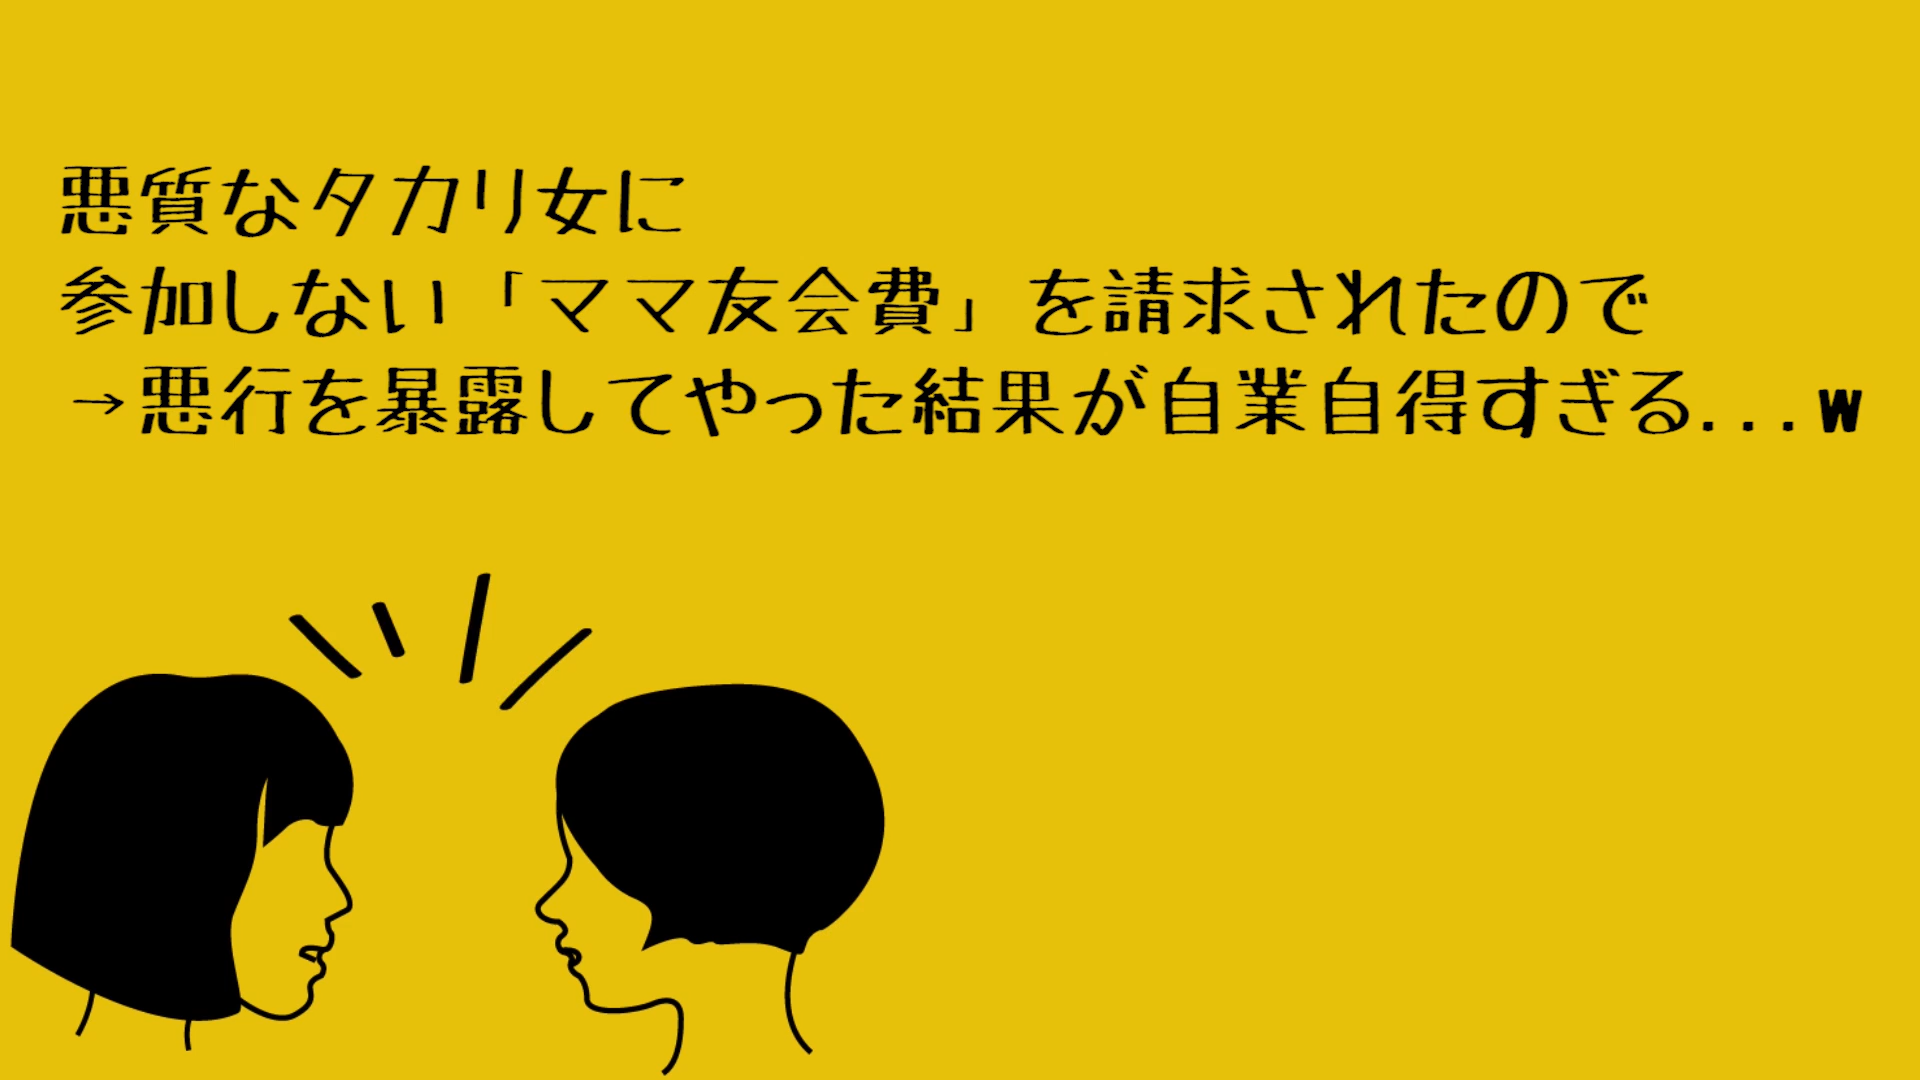 悪質なタカリ女に
参加しない「ママ友会費」を請求されたので
→悪行を暴露してやった結果が自業自得すぎる...w